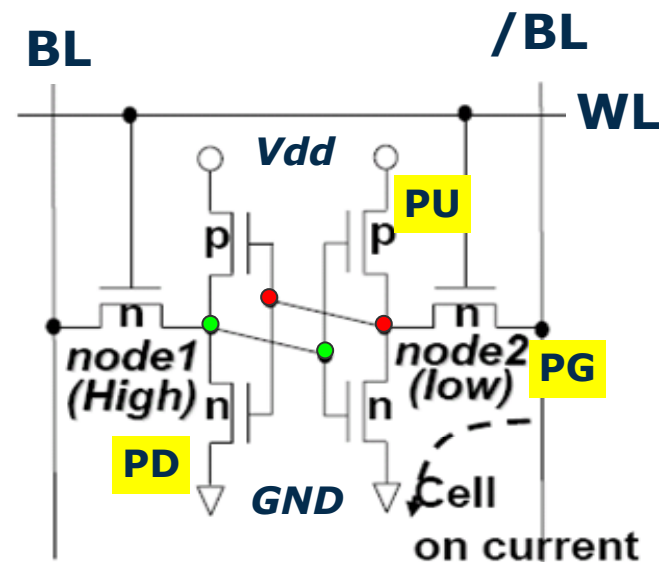 BL
/BL
WL
Vdd
PU
p
p
n
n
node1
(High)
node2
(low)
PG
n
n
PD
GND
Cell
on current